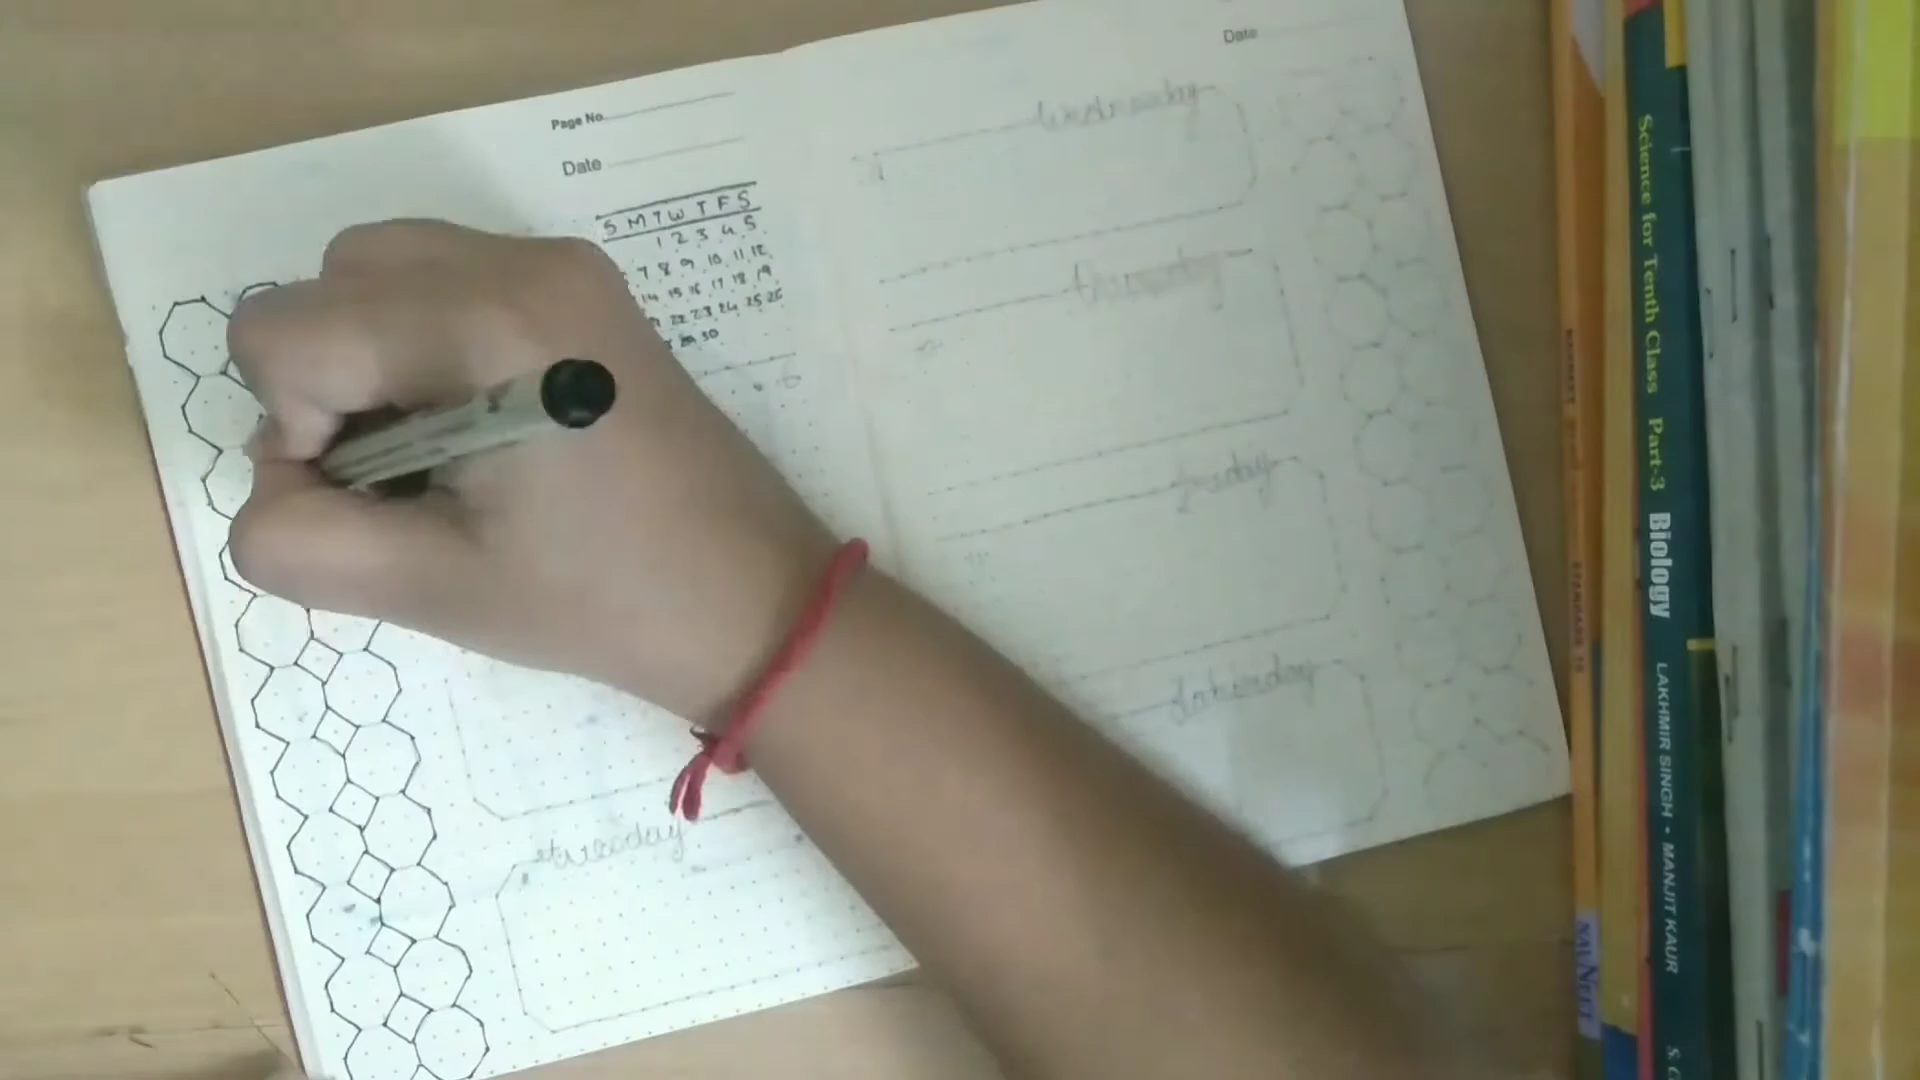 Page No.
Date
S M T W T F S
1 2 3 4 5
7 8 9 10 11 12
14 15 16 17 18 19
22 23 24 25 26
30
tuesday
Date
Wednesday
thursday
friday
Saturday
Science for Tenth Class Part-3 Biology LAKHMIR SINGH • MANJIT KAUR
NAVNEET